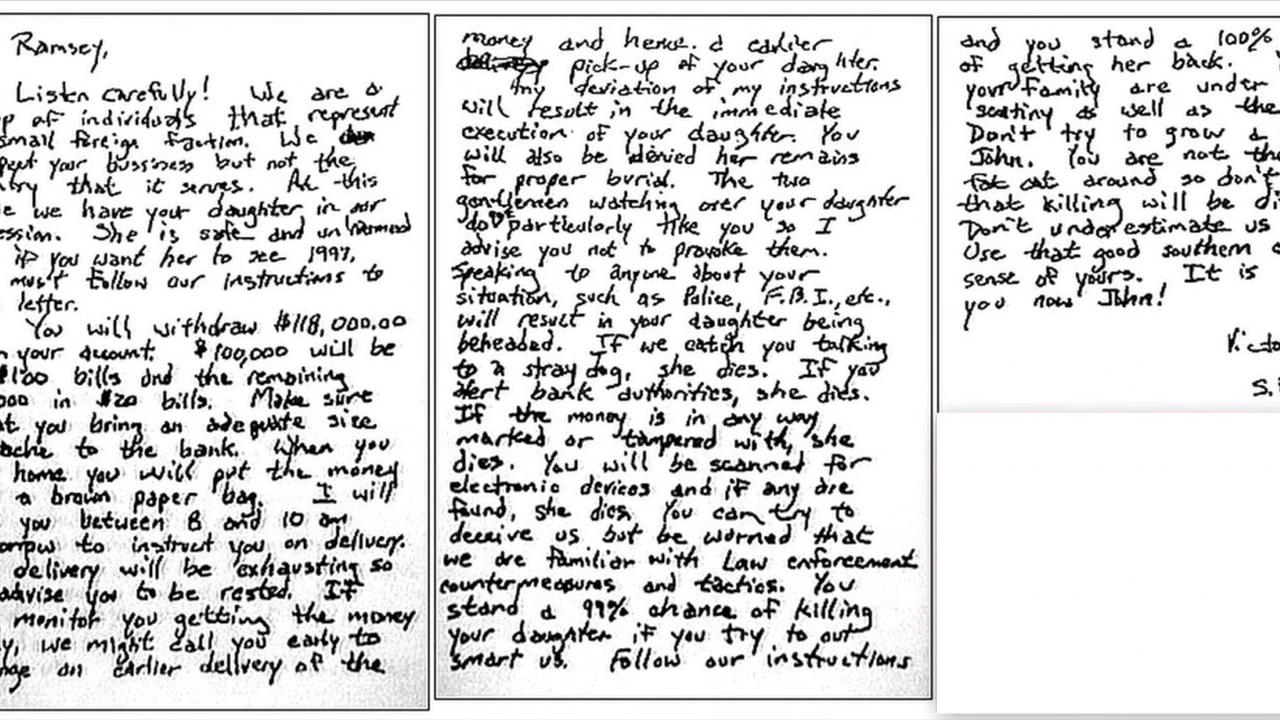 Ramsey,
Listen carefully! We are a
p of individuals that represent
small foreign faction. We
pect your bussiness but not the
ntry that it serves. At this
e we have your daughter in our
ession. She is safe and unharmed
if you want her to see 1997,
must follow our instructions to
letter.
You will withdraw $118,000.00
m your account. $100,000 will be
$100 bills and the remaining
000 in $20 bills. Make sure
at you bring an adequate size
ache to the bank. When you
home you will put the money
a brown paper bag. I will
you between 8 and 10 am
orrow to instruct you on delivery.
delivery will be exhausting so
advise you to be rested. If
monitor you getting the money
ly, we might call you early to
nge an earlier delivery of the
money and hence. a earlier
delivery pick-up of your daughter.
Any deviation of my instructions
will result in the immediate
execution of your daughter. You
will also be denied her remains
for proper burial. The two
gentlemen watching over your daughter
do not particularly like you so I
advise you not to provoke them.
Speaking to anyone about your
situation, such as Police, F.B.I., etc.,
will result in your daughter being
beheaded. If we catch you talking
to a stray dog, she dies. If you
alert bank authorities, she dies.
If the money is in any way
marked or tampered with, she
dies. You will be scanned for
electronic devices and if any are
found, she dies. You can try to
deceive us but be warned that
we are familiar with Law enforcement
countermeasures and tactics. You
stand a 99% chance of killing
your daughter if you try to out
smart us. Follow our instructions
and you stand a 100%
of getting her back.
your family are under
scutiny as well as the
Don't try to grow a
John. You are not the
fat cat around so don't
that killing will be di
Don't underestimate us
Use that good southern c
sense of yours. It is
you now John!
Victo
S.